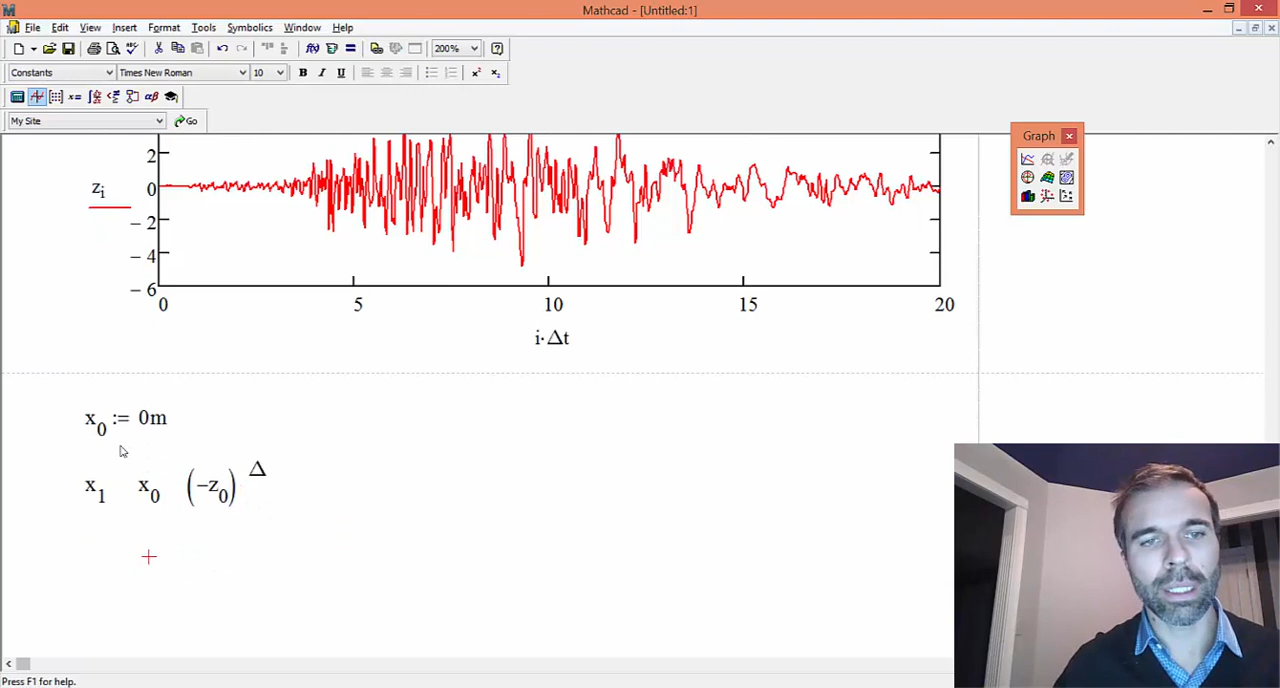 Mathcad - [Untitled:1]
File Edit View Insert Format Tools Symbolics Window Help
200%
Constants Times New Roman 10 B I U
My Site Go
Graph
2
zi 0
−2
−4
−6
0 5 10 15 20
i·Δt
x0 := 0m
x1 x0 (−z0) Δ
Press F1 for help.